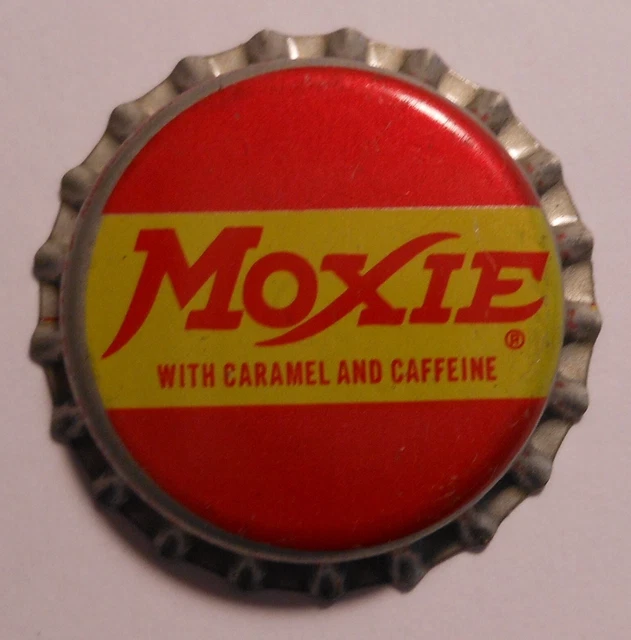 MOXIE
®
WITH CARAMEL AND CAFFEINE